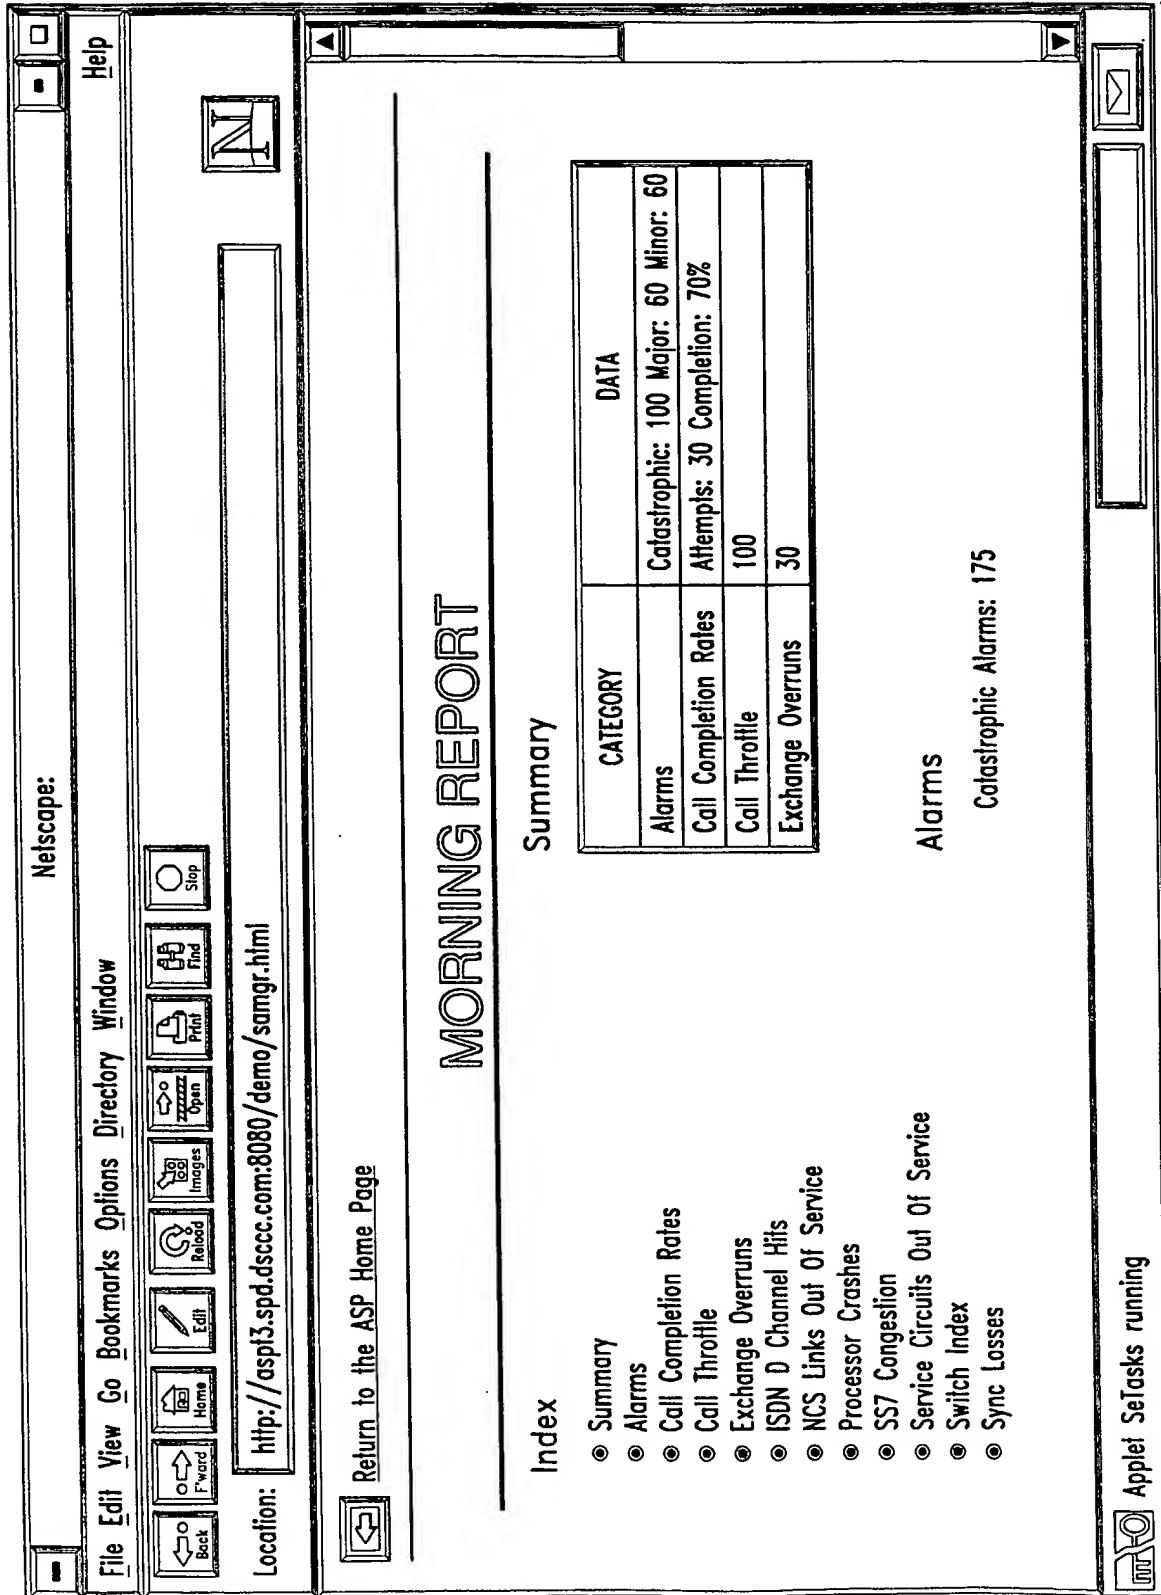 Netscape:
File Edit View Go Bookmarks Options Directory Window Help
Back F'ward Home Edit Reload Images Open Print Find Stop
N
Location: http://aspt3.spd.dsccc.com:8080/demo/samgr.html
Return to the ASP Home Page
MORNING REPORT
Index
Summary
Alarms
Call Completion Rates
Call Throttle
Exchange Overruns
ISDN D Channel Hits
NCS Links Out Of Service
Processor Crashes
SS7 Congestion
Service Circuits Out Of Service
Switch Index
Sync Losses
Summary
CATEGORY DATA
Alarms Catastrophic: 100 Major: 60 Minor: 60
Call Completion Rates Attempts: 30 Completion: 70%
Call Throttle 100
Exchange Overruns 30
Alarms
Catastrophic Alarms: 175
Applet SeTasks running